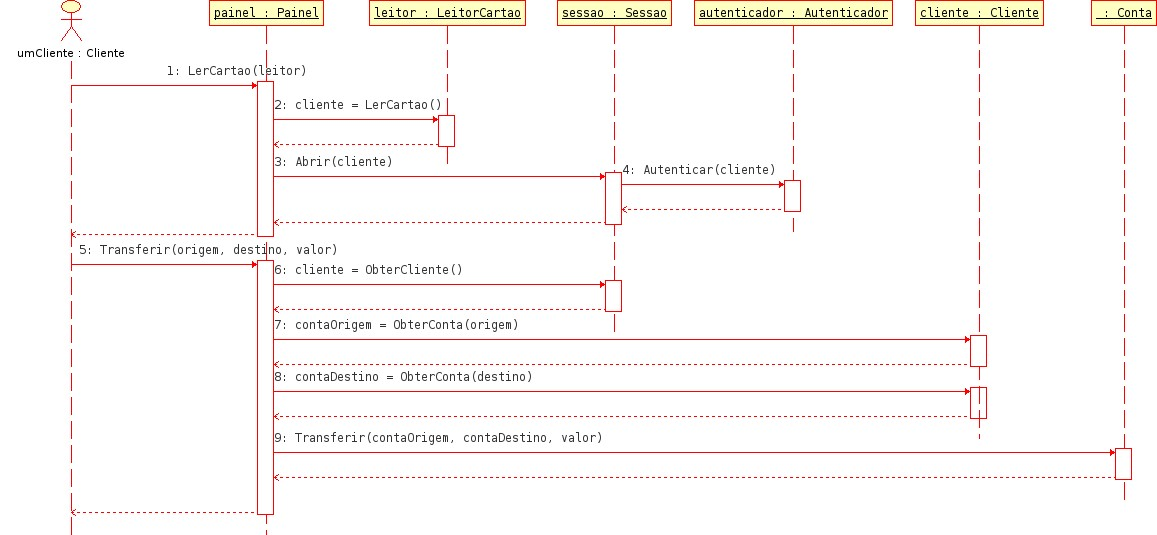 painel : Painel
leitor : LeitorCartao
sessao : Sessao
autenticador : Autenticador
cliente : Cliente
_ : Conta
umCliente : Cliente
1: LerCartao(leitor)
2: cliente = LerCartao()
3: Abrir(cliente)
4: Autenticar(cliente)
5: Transferir(origem, destino, valor)
6: cliente = ObterCliente()
7: contaOrigem = ObterConta(origem)
8: contaDestino = ObterConta(destino)
9: Transferir(contaOrigem, contaDestino, valor)